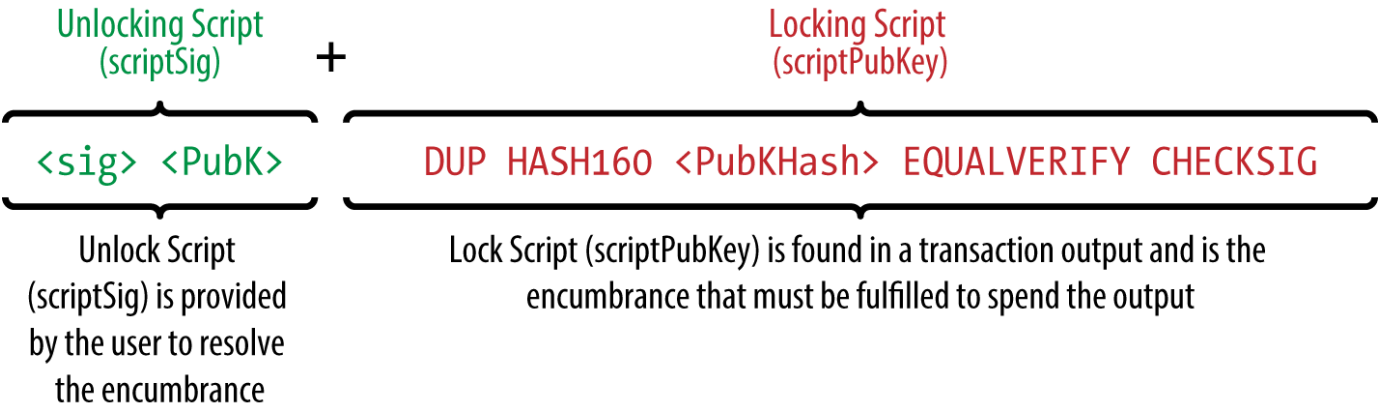 Unlocking Script
(scriptSig)
+
Locking Script
(scriptPubKey)
<sig> <PubK>
DUP HASH160 <PubKHash> EQUALVERIFY CHECKSIG
Unlock Script
(scriptSig) is provided
by the user to resolve
the encumbrance
Lock Script (scriptPubKey) is found in a transaction output and is the
encumbrance that must be fulfilled to spend the output